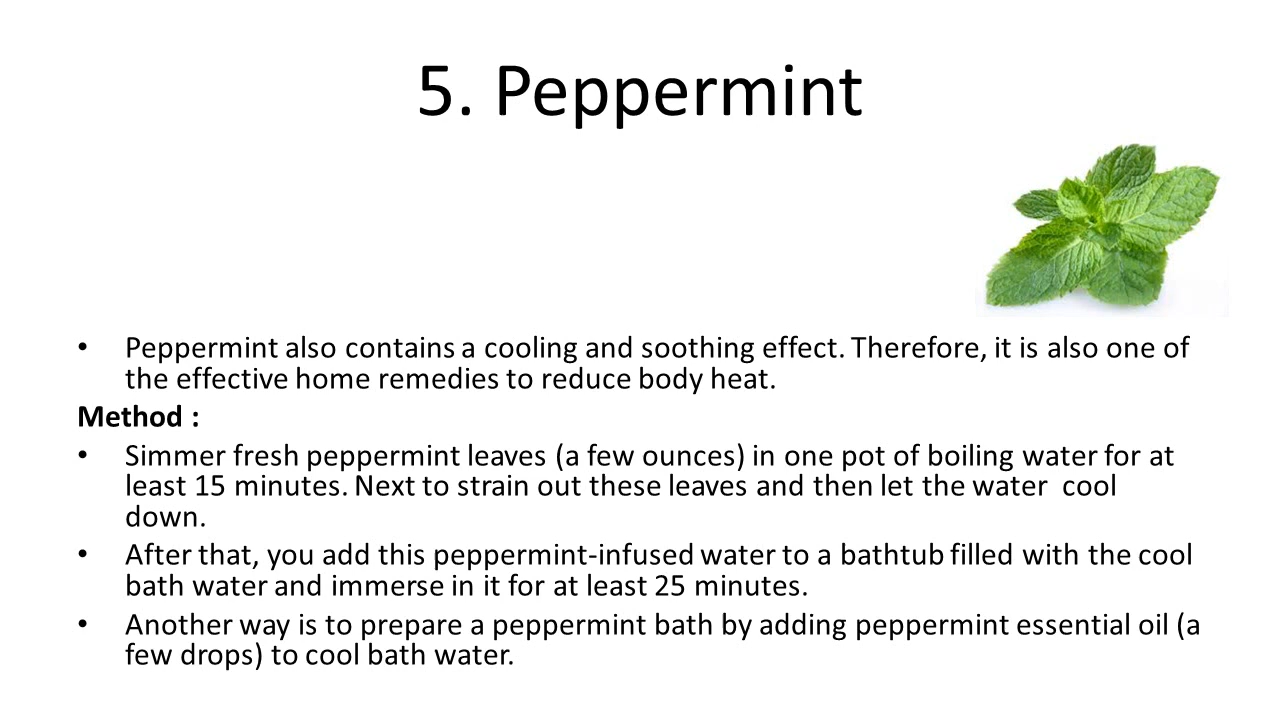 5. Peppermint
• Peppermint also contains a cooling and soothing effect. Therefore, it is also one of
the effective home remedies to reduce body heat.
Method :
• Simmer fresh peppermint leaves (a few ounces) in one pot of boiling water for at
least 15 minutes. Next to strain out these leaves and then let the water  cool
down.
• After that, you add this peppermint-infused water to a bathtub filled with the cool
bath water and immerse in it for at least 25 minutes.
• Another way is to prepare a peppermint bath by adding peppermint essential oil (a
few drops) to cool bath water.